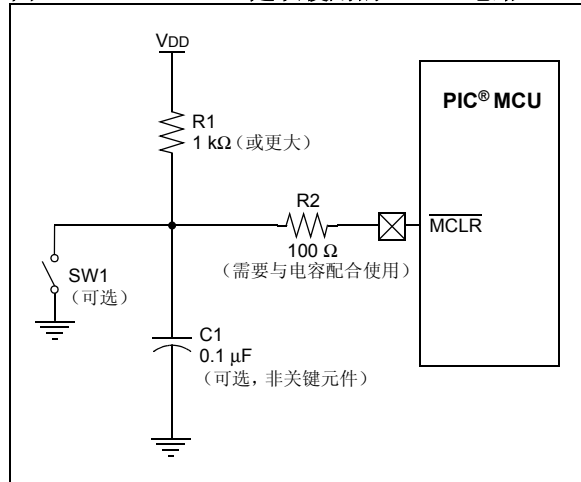 VDD
PIC® MCU
R1
1 kΩ（或更大）
R2
MCLR
100 Ω
（需要与电容配合使用）
SW1
（可选）
C1
0.1 μF
（可选，非关键元件）